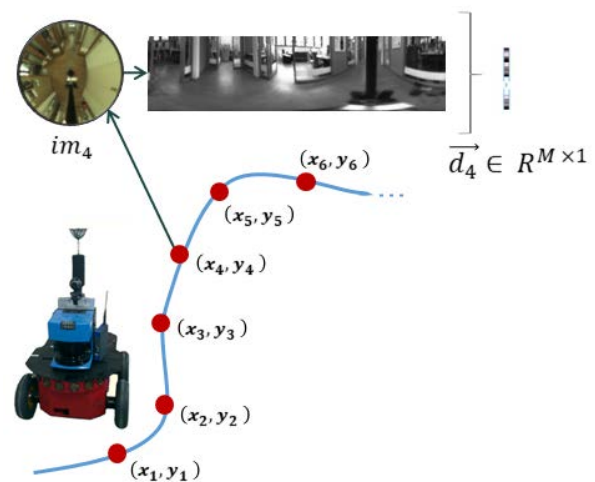 im₄
d⃗₄ ∈ R^{M×1}
(x₆, y₆)
(x₅, y₅)
(x₄, y₄)
(x₃, y₃)
(x₂, y₂)
(x₁, y₁)